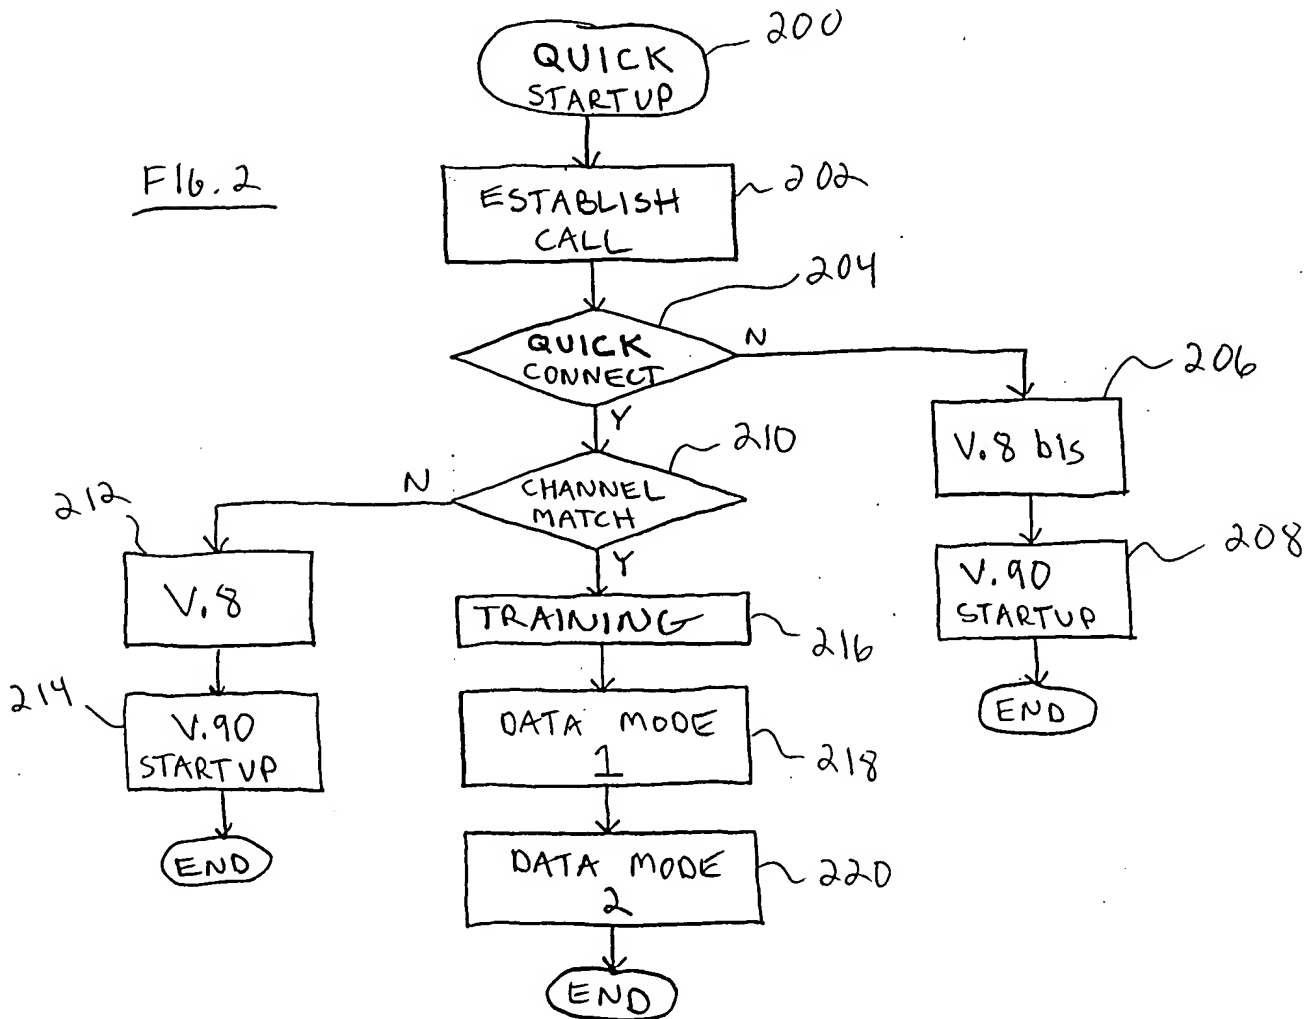 200
QUICK
STARTUP
FIG. 2
202
ESTABLISH
CALL
204
QUICK
CONNECT
N
206
Y
V.8 bis
210
N
CHANNEL
MATCH
212
208
Y
V.8
V.90
STARTUP
TRAINING
216
214
END
V.90
STARTUP
DATA MODE
1
218
END
DATA MODE
2
220
END